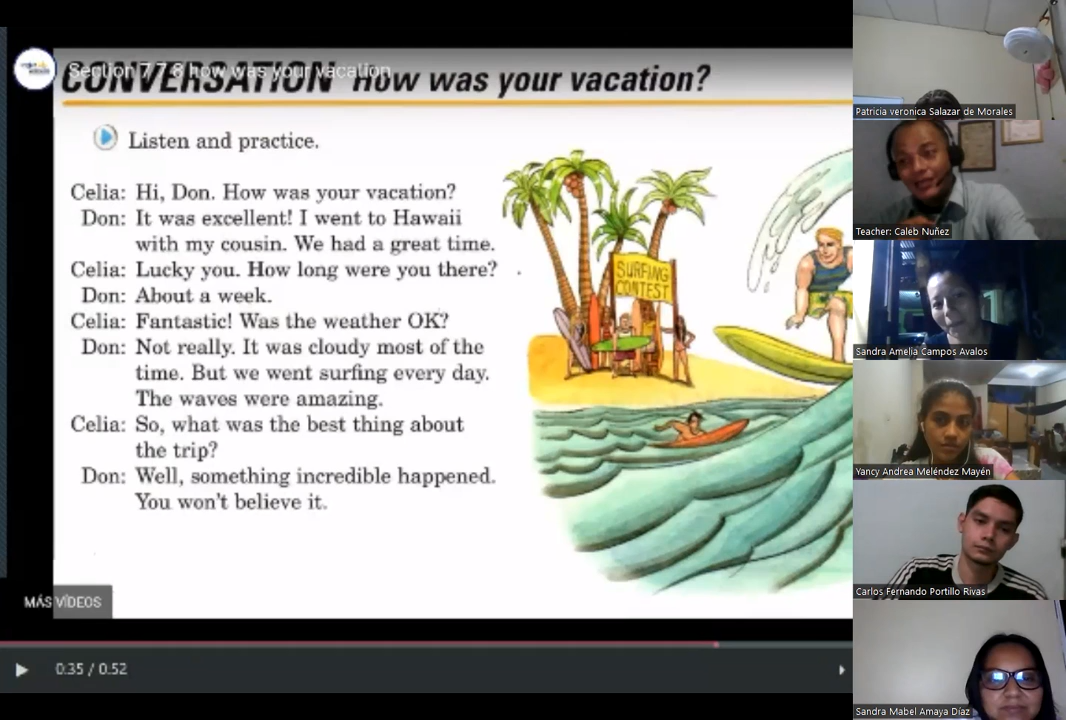 Section 7 7 8 how was your vacation
CONVERSATION How was your vacation?
Listen and practice.
Celia: Hi, Don. How was your vacation?
Don: It was excellent! I went to Hawaii
with my cousin. We had a great time.
Celia: Lucky you. How long were you there?
Don: About a week.
Celia: Fantastic! Was the weather OK?
Don: Not really. It was cloudy most of the
time. But we went surfing every day.
The waves were amazing.
Celia: So, what was the best thing about
the trip?
Don: Well, something incredible happened.
You won't believe it.
SURFING
CONTEST
MÁS VÍDEOS
0:35 / 0:52
Patricia veronica Salazar de Morales
Teacher: Caleb Nuñez
Sandra Amelia Campos Avalos
Yancy Andrea Meléndez Mayén
Carlos Fernando Portillo Rivas
Sandra Mabel Amaya Díaz